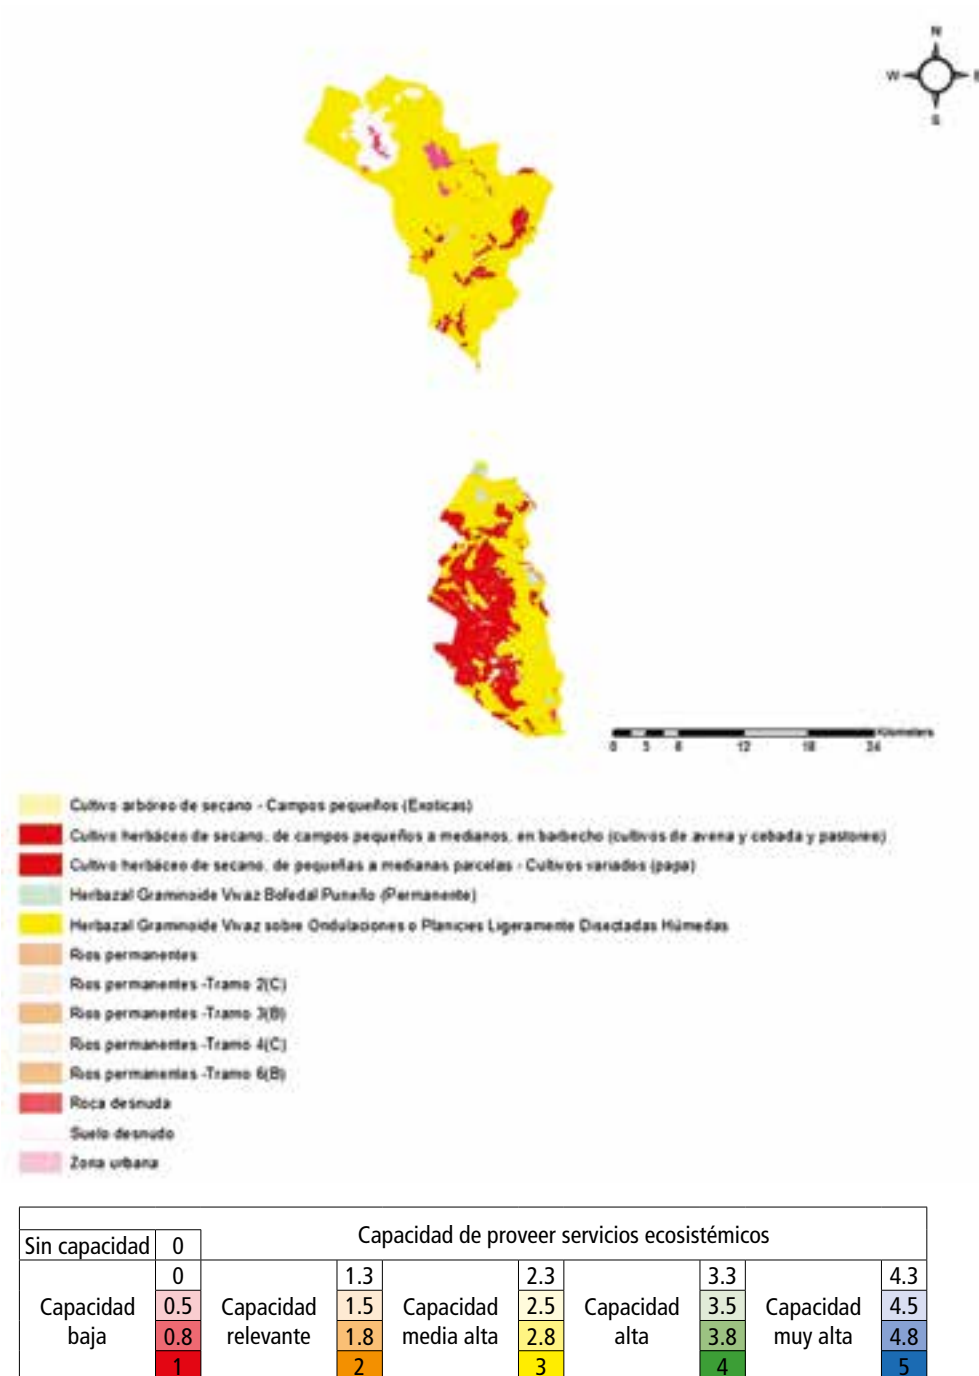 N
W E
S
Kilometers
0 3 6 12 18 24
Cultivo arbóreo de secano - Campos pequeños (Exoticas)
Cultivo herbáceo de secano, de campos pequeños a medianos, en barbecho (cultivos de avena y cebada y pastoreo)
Cultivo herbáceo de secano, de pequeñas a medianas parcelas - Cultivos variados (papa)
Herbazal Graminoide Vivaz Bofedal Puneño (Permanente)
Herbazal Graminoide Vivaz sobre Ondulaciones o Planicies Ligeramente Disectadas Húmedas
Rios permanentes
Rios permanentes -Tramo 2(C)
Rios permanentes -Tramo 3(B)
Rios permanentes -Tramo 4(C)
Rios permanentes -Tramo 6(B)
Roca desnuda
Suelo desnudo
Zona urbana
Capacidad de proveer servicios ecosistémicos
Sin capacidad 0
0 1.3 2.3 3.3 4.3
Capacidad 0.5 Capacidad 1.5 Capacidad 2.5 Capacidad 3.5 Capacidad 4.5
baja 0.8 relevante 1.8 media alta 2.8 alta 3.8 muy alta 4.8
1 2 3 4 5